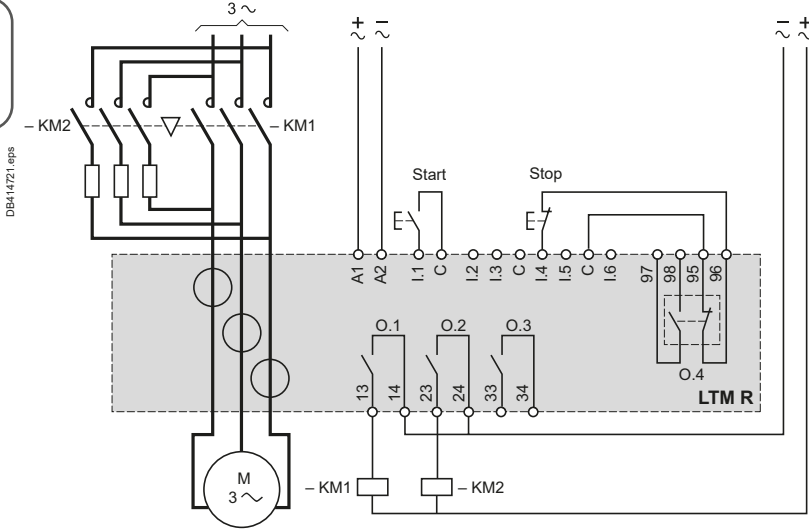 3 ~
+ −
~ ~
− +
~ ~
– KM2
– KM1
DB414721.eps
Start
Stop
A1 A2 I.1 C I.2 I.3 C I.4 I.5 C I.6 97 98 95 96
O.1 O.2 O.3
O.4
13 14 23 24 33 34
LTM R
M
3 ~
– KM1
– KM2